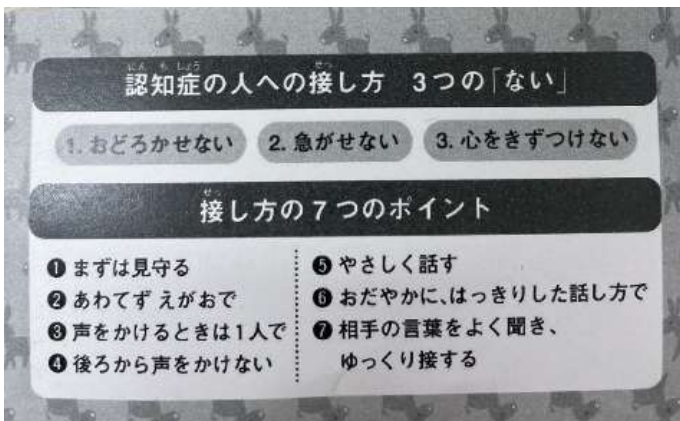 認知症の人への接し方 3つの「ない」
1. おどろかせない
2. 急がせない
3. 心をきずつけない
接し方の7つのポイント
❶ まずは見守る
❷ あわてず えがおで
❸ 声をかけるときは1人で
❹ 後ろから声をかけない
❺ やさしく話す
❻ おだやかに、はっきりした話し方で
❼ 相手の言葉をよく聞き、
ゆっくり接する